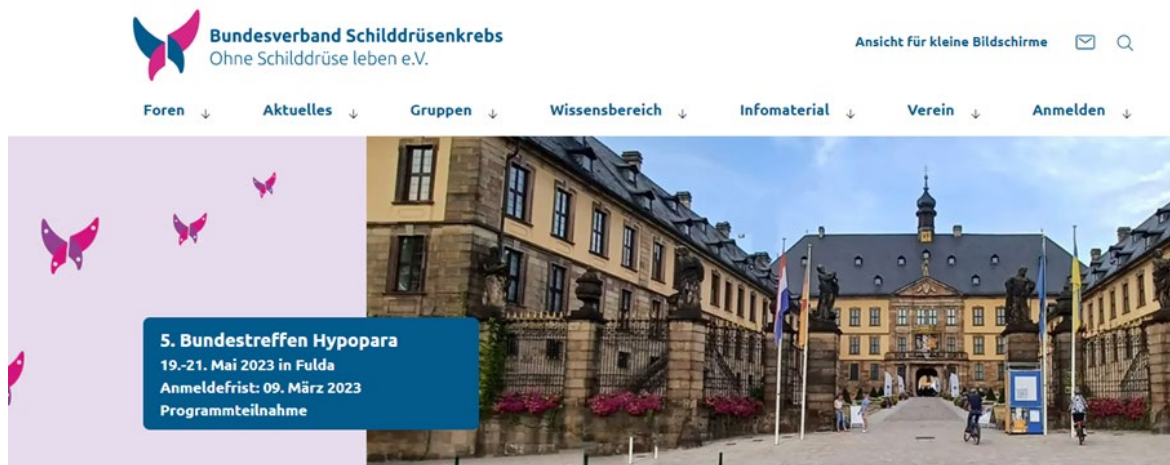 Bundesverband Schilddrüsenkrebs
Ohne Schilddrüse leben e.V.
Ansicht für kleine Bildschirme
Foren
Aktuelles
Gruppen
Wissensbereich
Infomaterial
Verein
Anmelden
5. Bundestreffen Hypopara
19.-21. Mai 2023 in Fulda
Anmeldefrist: 09. März 2023
Programmteilnahme